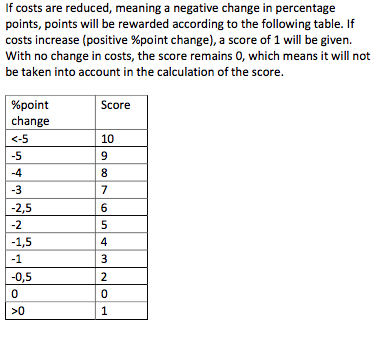 If costs are reduced, meaning a negative change in percentage
points, points will be rewarded according to the following table. If
costs increase (positive %point change), a score of 1 will be given.
With no change in costs, the score remains 0, which means it will not
be taken into account in the calculation of the score.
%point change Score
<-5 10
-5 9
-4 8
-3 7
-2,5 6
-2 5
-1,5 4
-1 3
-0,5 2
0 0
>0 1